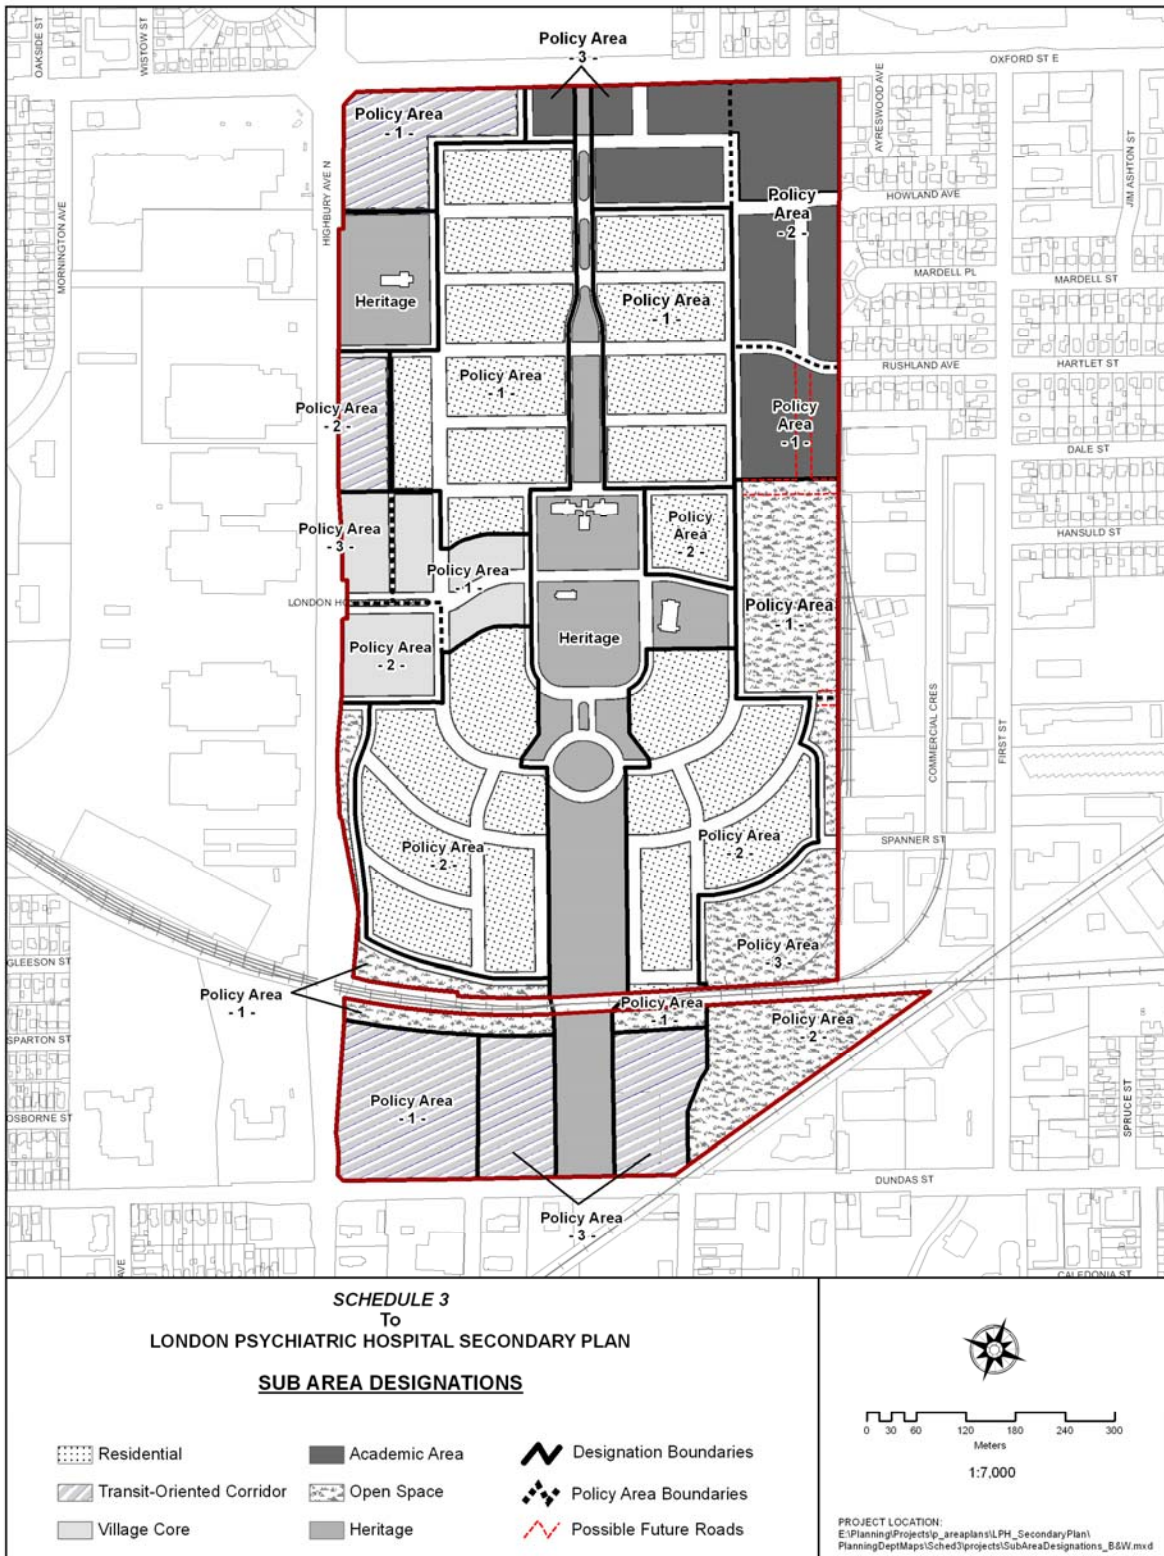 OAKSIDE ST
WISTOW ST
Policy Area
- 3 -
OXFORD ST E
Policy Area
- 1 -
AYRESWOOD AVE
JIM ASHTON ST
HIGHBURY AVE N
MORNINGTON AVE
HOWLAND AVE
Policy
Area
- 2 -
MARDELL PL
MARDELL ST
Heritage
Policy Area
- 1 -
RUSHLAND AVE
HARTLET ST
Policy Area
- 1 -
Policy Area
- 2 -
Policy
Area
- 1 -
DALE ST
Policy Area
- 3 -
Policy
Area
- 2 -
HANSULD ST
Policy Area
- 1 -
LONDON HO
Policy Area
- 1 -
Heritage
Policy Area
- 2 -
COMMERCIAL CRES
FIRST ST
Policy Area
- 2 -
Policy Area
- 2 -
SPANNER ST
Policy Area
- 3 -
GLEESON ST
Policy Area
- 1 -
Policy Area
- 1 -
Policy Area
- 2 -
SPARTON ST
Policy Area
- 1 -
OSBORNE ST
SPRUCE ST
DUNDAS ST
Policy Area
- 3 -
AVE
CALEDONIA ST
SCHEDULE 3
To
LONDON PSYCHIATRIC HOSPITAL SECONDARY PLAN
SUB AREA DESIGNATIONS
Residential
Academic Area
Designation Boundaries
Transit-Oriented Corridor
Open Space
Policy Area Boundaries
Village Core
Heritage
Possible Future Roads
0 30 60 120 180 240 300
Meters
1:7,000
PROJECT LOCATION:
E:\Planning\Projects\p_areaplans\LPH_SecondaryPlan\
PlanningDeptMaps\Sched3\projects\SubAreaDesignations_B&W.mxd